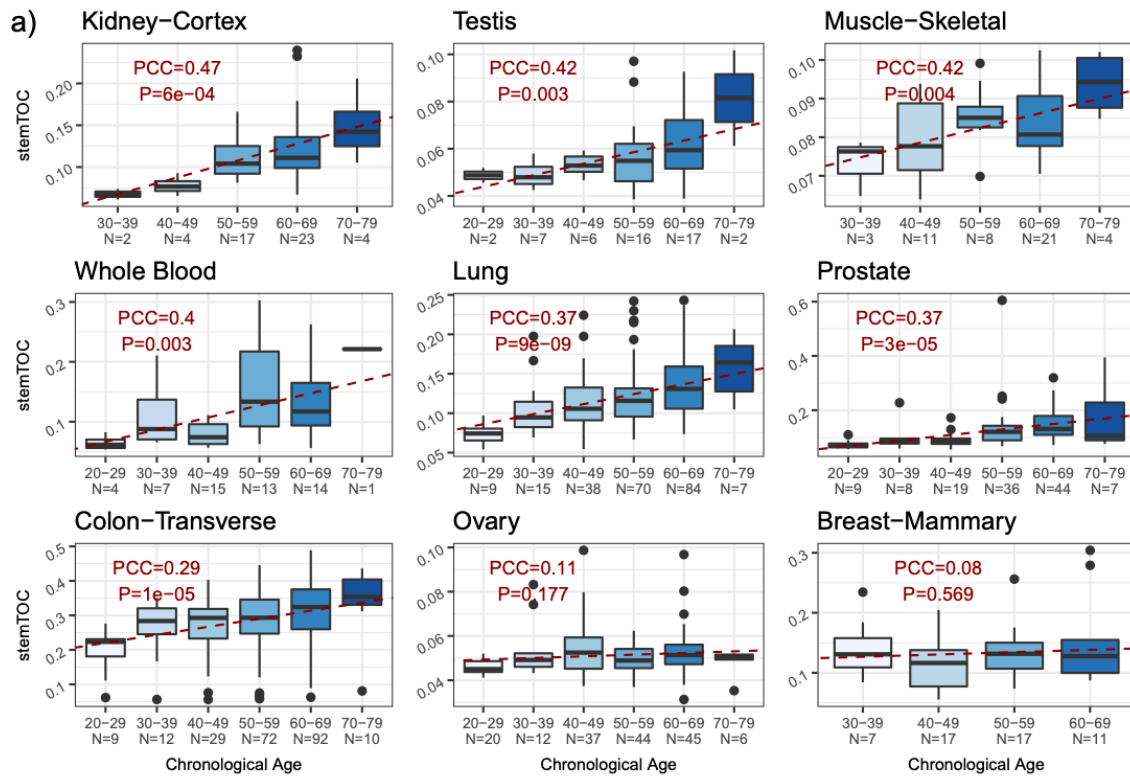 a)
Kidney−Cortex
PCC=0.47
P=6e−04
stemTOC
0.20
0.15
0.10
30−39 40−49 50−59 60−69 70−79
N=2 N=4 N=17 N=23 N=4
Testis
PCC=0.42
P=0.003
0.10
0.08
0.06
0.04
20−29 30−39 40−49 50−59 60−69 70−79
N=2 N=7 N=6 N=16 N=17 N=2
Muscle−Skeletal
PCC=0.42
P=0.004
0.10
0.09
0.08
0.07
30−39 40−49 50−59 60−69 70−79
N=3 N=11 N=8 N=21 N=4
Whole Blood
PCC=0.4
P=0.003
stemTOC
0.3
0.2
0.1
20−29 30−39 40−49 50−59 60−69 70−79
N=4 N=7 N=15 N=13 N=14 N=1
Lung
PCC=0.37
P=9e−09
0.25
0.20
0.15
0.10
0.05
20−29 30−39 40−49 50−59 60−69 70−79
N=9 N=15 N=38 N=70 N=84 N=7
Prostate
PCC=0.37
P=3e−05
0.6
0.4
0.2
20−29 30−39 40−49 50−59 60−69 70−79
N=9 N=8 N=19 N=36 N=44 N=7
Colon−Transverse
PCC=0.29
P=1e−05
stemTOC
0.5
0.4
0.3
0.2
0.1
20−29 30−39 40−49 50−59 60−69 70−79
N=9 N=12 N=29 N=72 N=92 N=10
Chronological Age
Ovary
PCC=0.11
P=0.177
0.10
0.08
0.06
0.04
20−29 30−39 40−49 50−59 60−69 70−79
N=20 N=12 N=37 N=44 N=45 N=6
Chronological Age
Breast−Mammary
PCC=0.08
P=0.569
0.3
0.2
0.1
30−39 40−49 50−59 60−69
N=7 N=17 N=17 N=11
Chronological Age